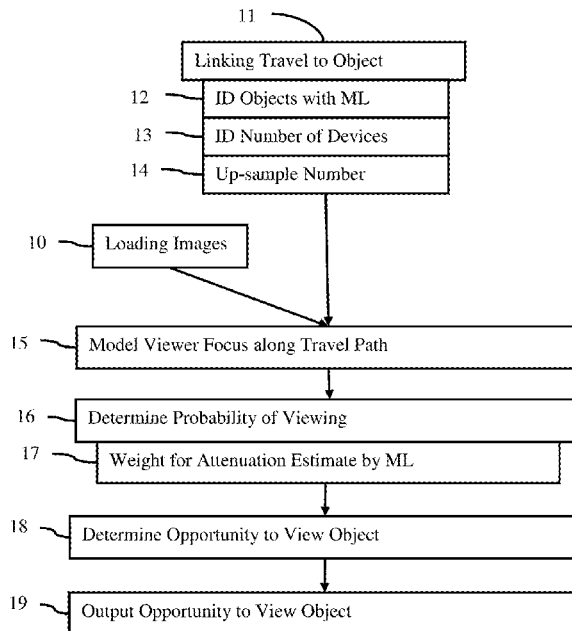 11
Linking Travel to Object
12 ID Objects with ML
13 ID Number of Devices
14 Up-sample Number
10 Loading Images
15 Model Viewer Focus along Travel Path
16 Determine Probability of Viewing
17 Weight for Attenuation Estimate by ML
18 Determine Opportunity to View Object
19 Output Opportunity to View Object